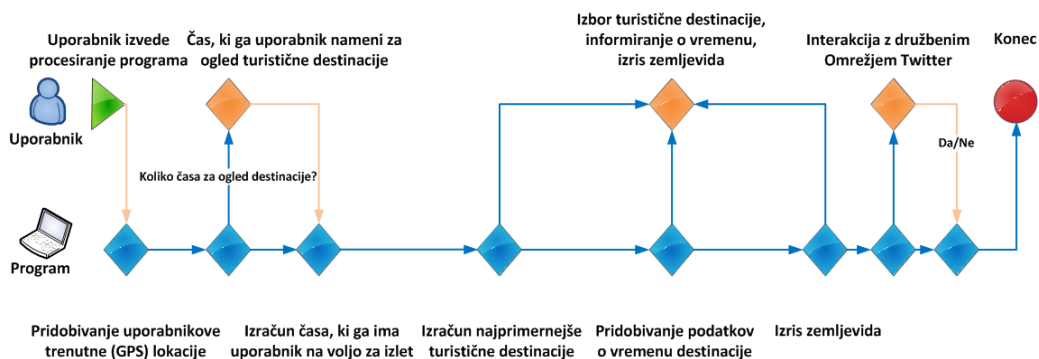 Uporabnik izvede
procesiranje programa
Čas, ki ga uporabnik nameni za
ogled turistične destinacije
Izbor turistične destinacije,
informiranje o vremenu,
izris zemljevida
Interakcija z družbenim
Omrežjem Twitter
Konec
Uporabnik
Koliko časa za ogled destinacije?
Da/Ne
Program
Pridobivanje uporabnikove
trenutne (GPS) lokacije
Izračun časa, ki ga ima
uporabnik na voljo za izlet
Izračun najprimernejše
turistične destinacije
Pridobivanje podatkov
o vremenu destinacije
Izris zemljevida